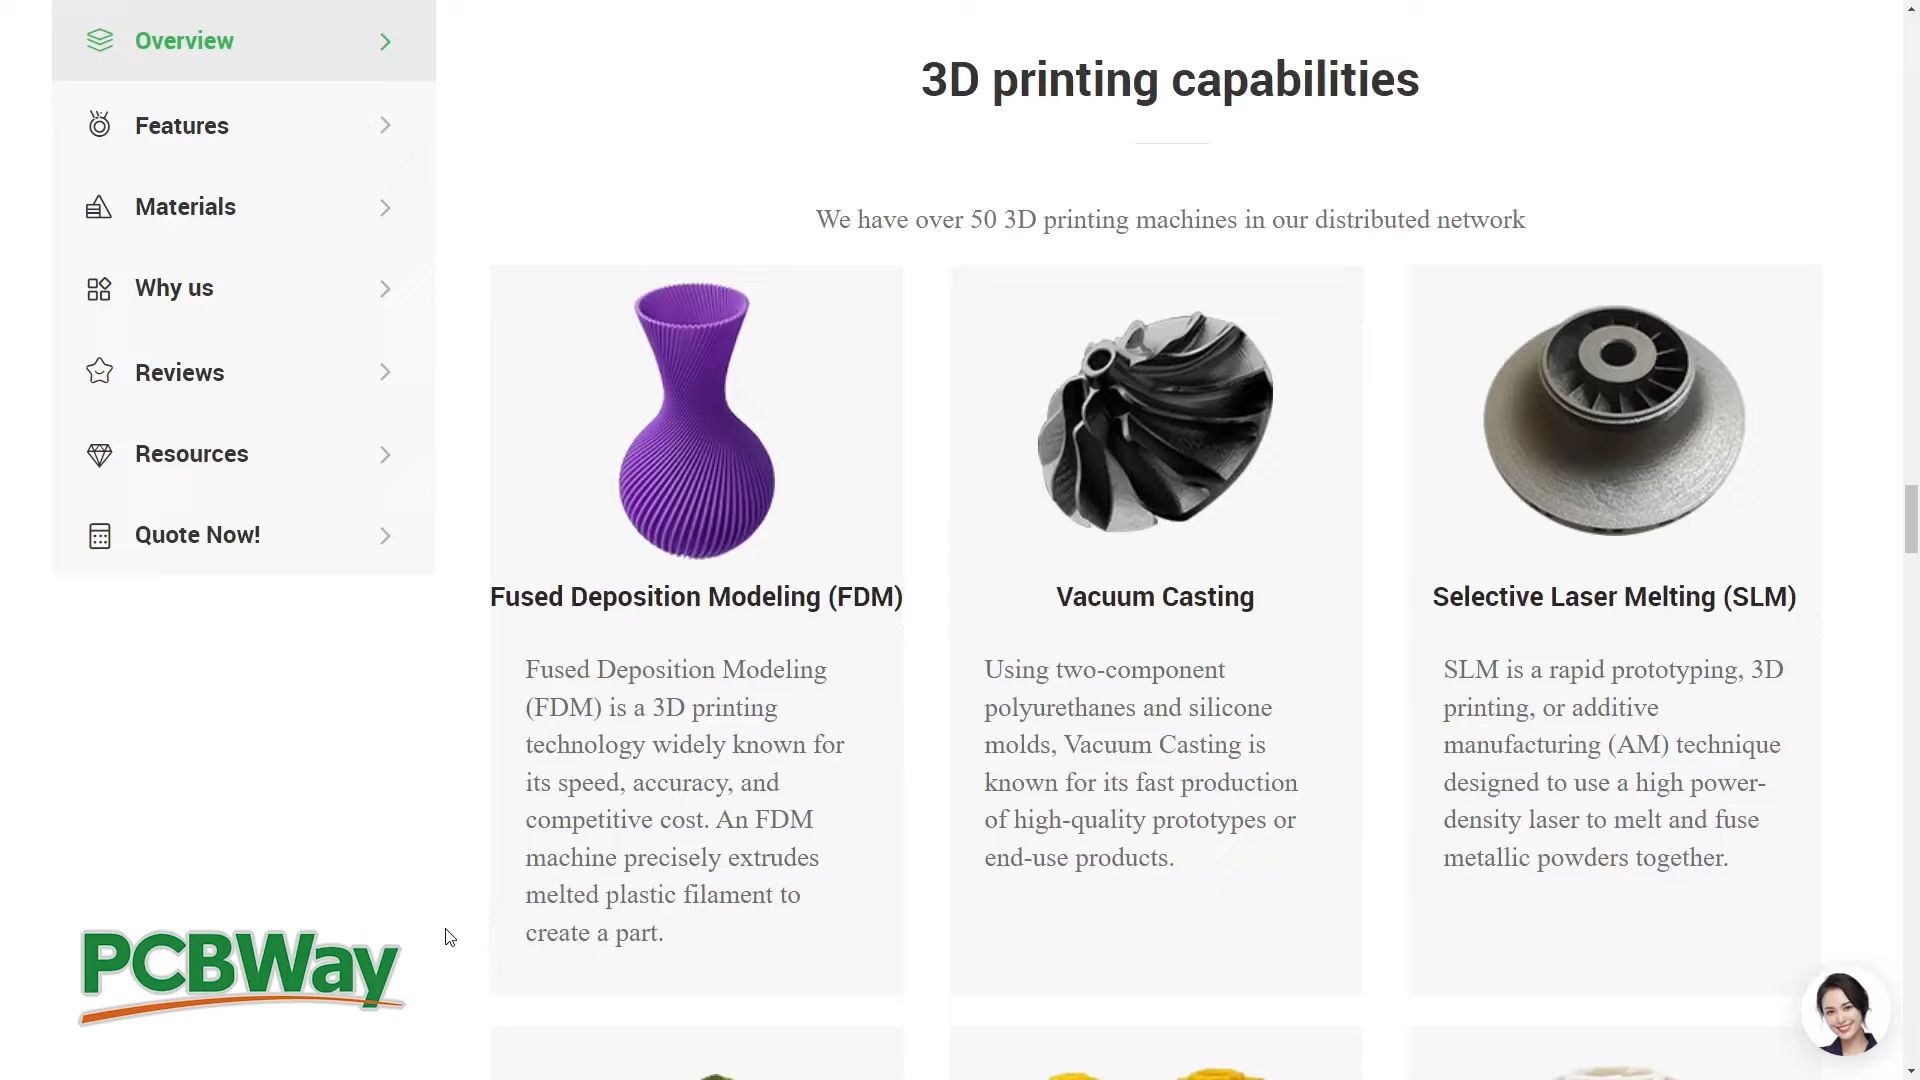 Overview
Features
Materials
Why us
Reviews
Resources
Quote Now!
3D printing capabilities
We have over 50 3D printing machines in our distributed network
Fused Deposition Modeling (FDM)
Fused Deposition Modeling
(FDM) is a 3D printing
technology widely known for
its speed, accuracy, and
competitive cost. An FDM
machine precisely extrudes
melted plastic filament to
create a part.
Vacuum Casting
Using two-component
polyurethanes and silicone
molds, Vacuum Casting is
known for its fast production
of high-quality prototypes or
end-use products.
Selective Laser Melting (SLM)
SLM is a rapid prototyping, 3D
printing, or additive
manufacturing (AM) technique
designed to use a high power-
density laser to melt and fuse
metallic powders together.
PCBWay